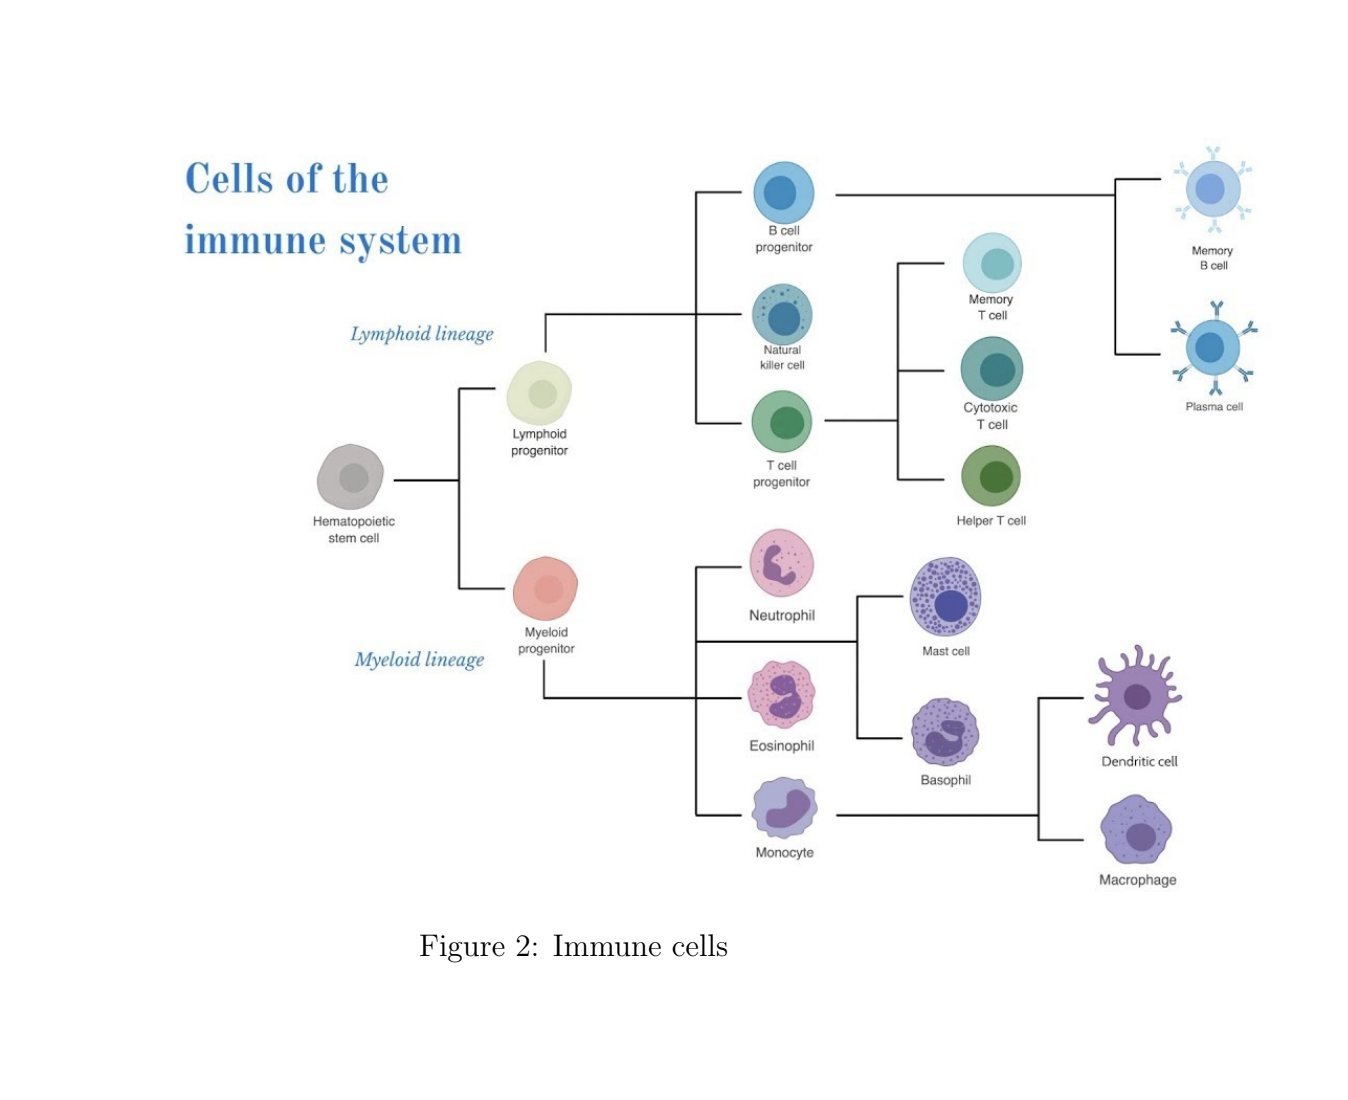 Cells of the
immune system
Lymphoid lineage
Hematopoietic
stem cell
Lymphoid
progenitor
Myeloid
progenitor
Myeloid lineage
B cell
progenitor
Natural
killer cell
T cell
progenitor
Memory
T cell
Cytotoxic
T cell
Helper T cell
Memory
B cell
Plasma cell
Neutrophil
Eosinophil
Monocyte
Mast cell
Basophil
Dendritic cell
Macrophage
Figure 2: Immune cells